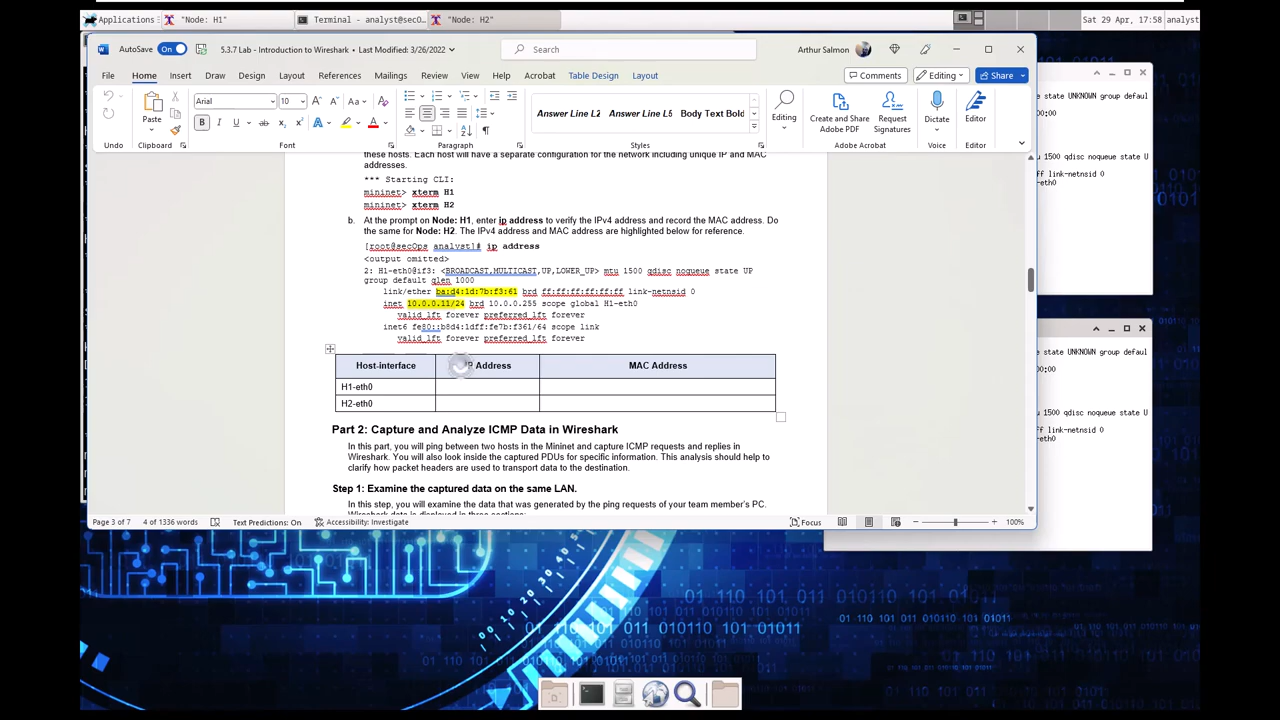 Applications
"Node: H1"
Terminal - analyst@secO...
"Node: H2"
Sat 29 Apr, 17:58
analyst
AutoSave
On
5.3.7 Lab - Introduction to Wireshark • Last Modified: 3/26/2022
Search
Arthur Salmon
File
Home
Insert
Draw
Design
Layout
References
Mailings
Review
View
Help
Acrobat
Table Design
Layout
Comments
Editing
Share
Paste
Arial
10
Answer Line L2
Answer Line L5
Body Text Bold
Editing
Create and Share
Adobe PDF
Request
Signatures
Dictate
Editor
Undo
Clipboard
Font
Paragraph
Styles
Adobe Acrobat
Voice
Editor
these hosts. Each host will have a separate configuration for the network including unique IP and MAC
addresses.
*** Starting CLI:
mininet> xterm H1
mininet> xterm H2
b. At the prompt on Node: H1, enter ip address to verify the IPv4 address and record the MAC address. Do
the same for Node: H2. The IPv4 address and MAC address are highlighted below for reference.
[root@secOps analyst]# ip address
<output omitted>
2: H1-eth0@if3: <BROADCAST,MULTICAST,UP,LOWER_UP> mtu 1500 qdisc noqueue state UP
group default qlen 1000
link/ether ba:d4:1d:7b:f3:61 brd ff:ff:ff:ff:ff:ff link-netnsid 0
inet 10.0.0.11/24 brd 10.0.0.255 scope global H1-eth0
valid_lft forever preferred_lft forever
inet6 fe80::b8d4:1dff:fe7b:f361/64 scope link
valid_lft forever preferred_lft forever
Host-interface
Address
MAC Address
H1-eth0
H2-eth0
Part 2: Capture and Analyze ICMP Data in Wireshark
In this part, you will ping between two hosts in the Mininet and capture ICMP requests and replies in
Wireshark. You will also look inside the captured PDUs for specific information. This analysis should help to
clarify how packet headers are used to transport data to the destination.
Step 1: Examine the captured data on the same LAN.
In this step, you will examine the data that was generated by the ping requests of your team member's PC.
Wireshark data is displayed in three sections:
Page 3 of 7
4 of 1336 words
Text Predictions: On
Accessibility: Investigate
Focus
100%
e state UNKNOWN group defaul
00:00
u 1500 qdisc noqueue state U
ff link-netnsid 0
-eth0
e state UNKNOWN group defaul
00:00
u 1500 qdisc noqueue state U
ff link-netnsid 0
-eth0